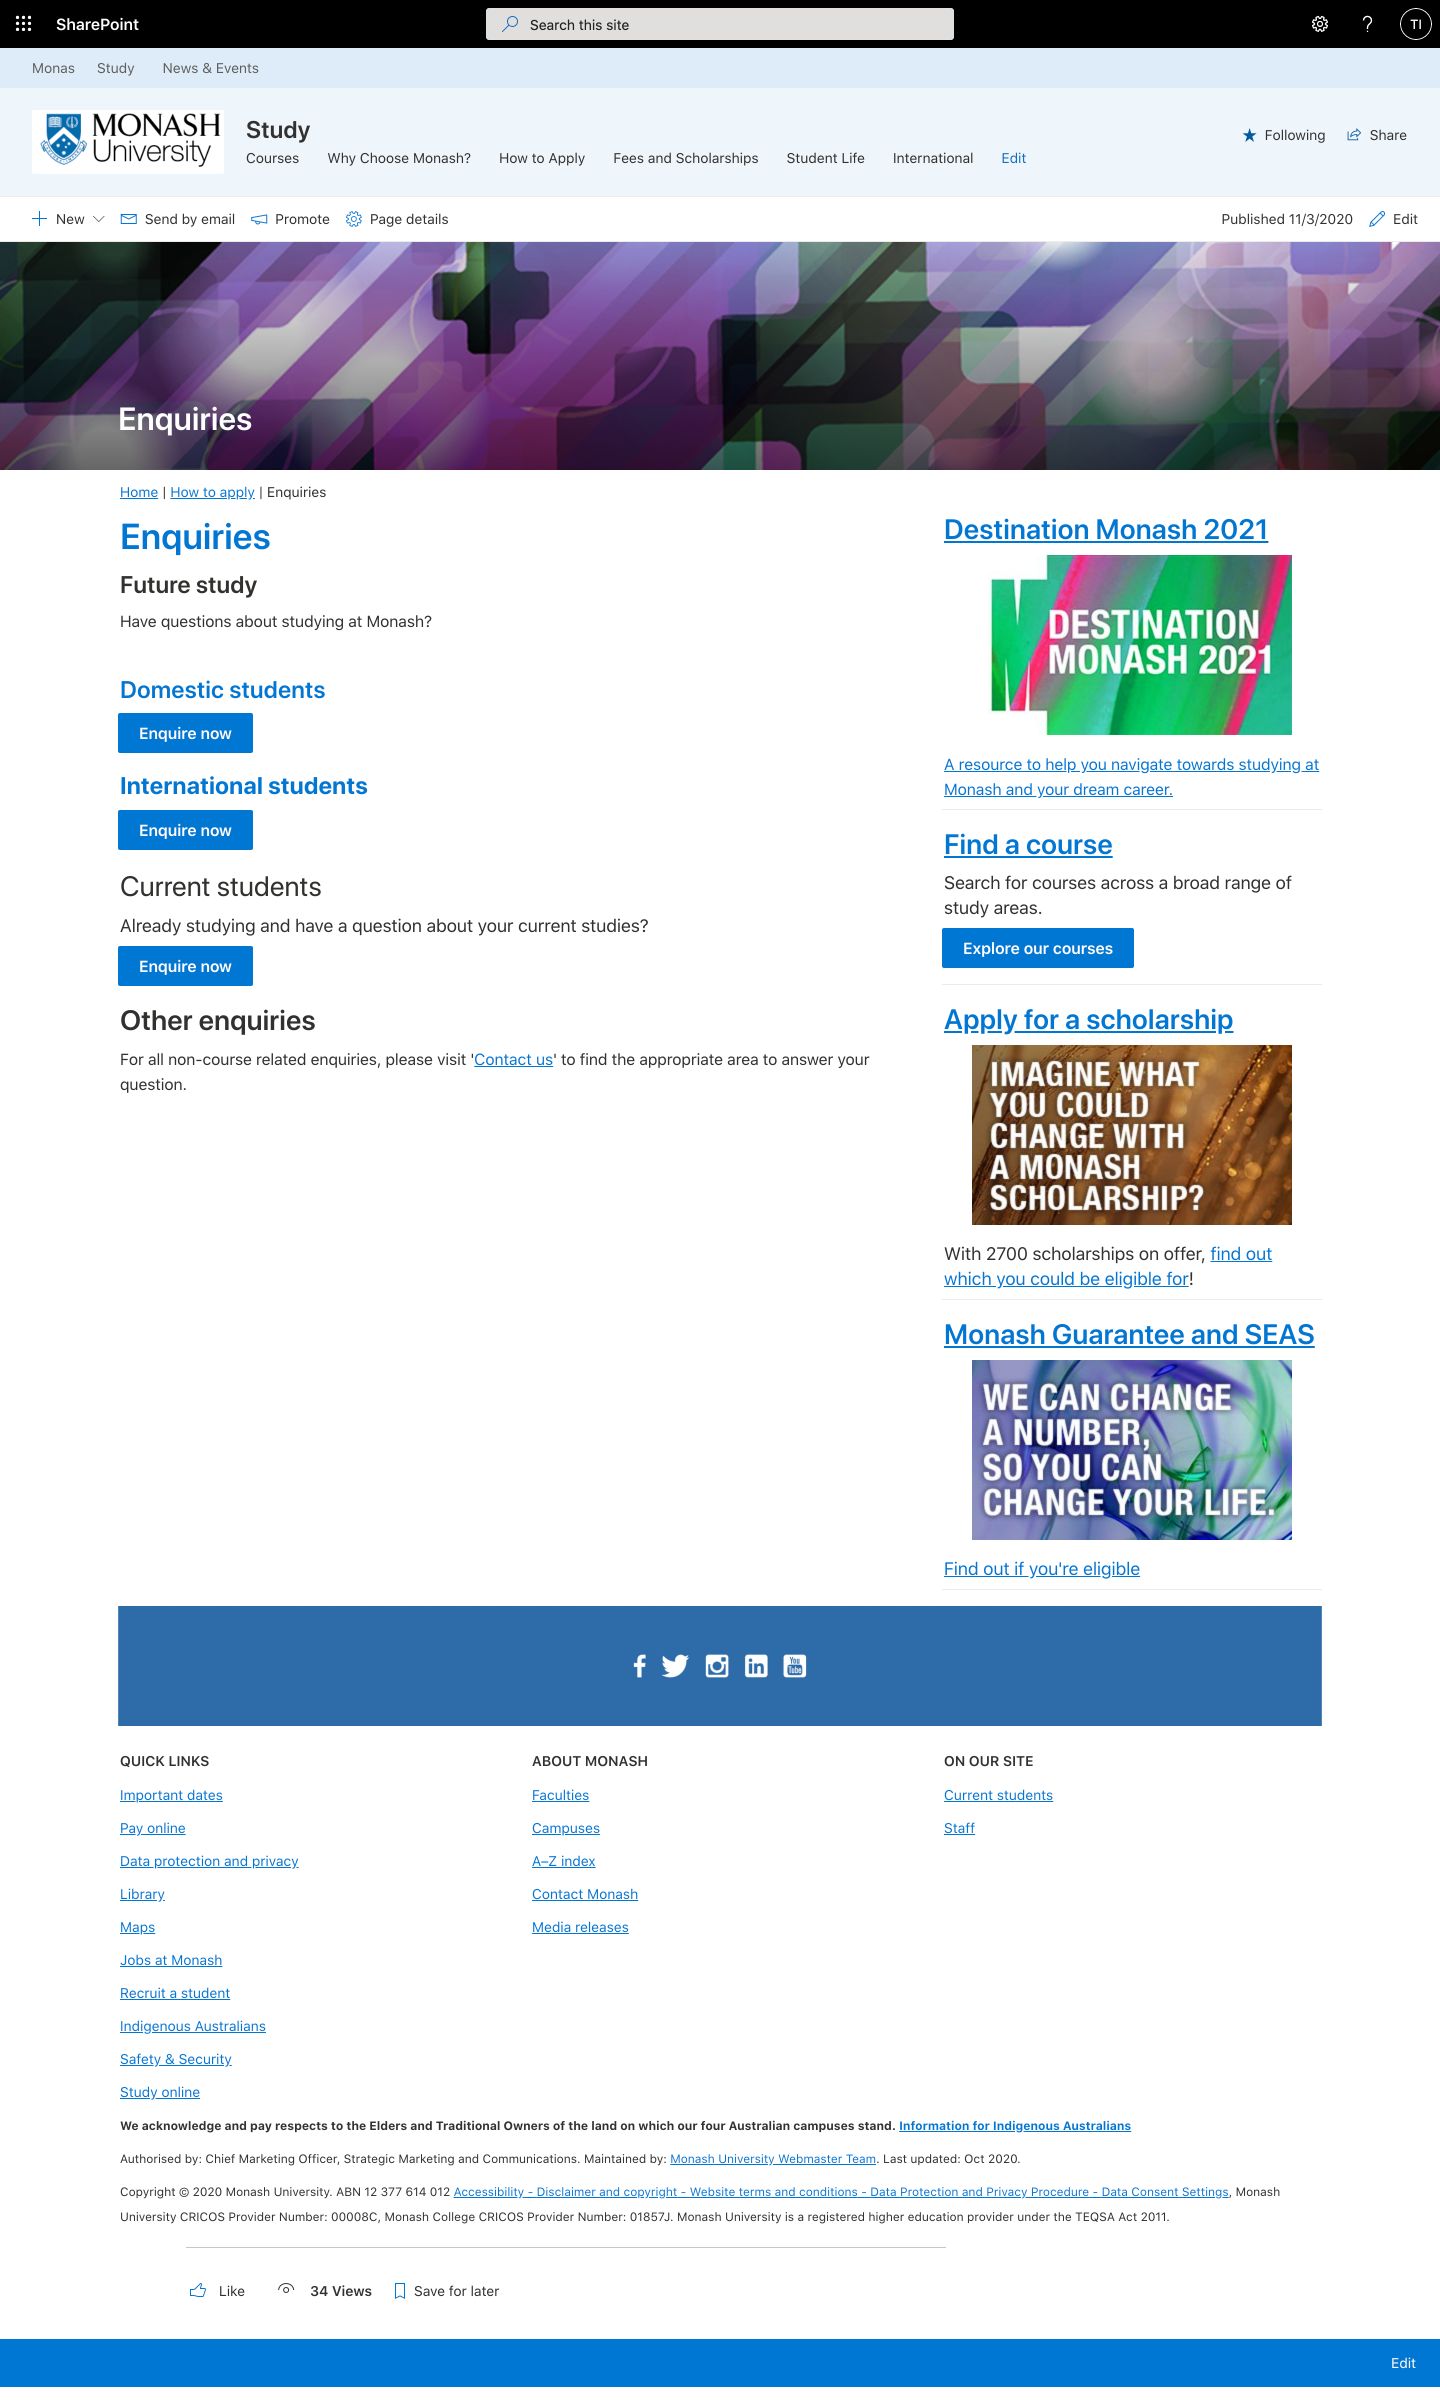 SharePoint
Search this site
TI
Monas Study News & Events
MONASH
University
Study
Courses Why Choose Monash? How to Apply Fees and Scholarships Student Life International Edit
Following Share
New Send by email Promote Page details
Published 11/3/2020 Edit
Enquiries
Home | How to apply | Enquiries
Enquiries
Future study
Have questions about studying at Monash?
Domestic students
Enquire now
International students
Enquire now
Current students
Already studying and have a question about your current studies?
Enquire now
Other enquiries
For all non-course related enquiries, please visit 'Contact us' to find the appropriate area to answer your
question.
Destination Monash 2021
DESTINATION
MONASH 2021
A resource to help you navigate towards studying at
Monash and your dream career.
Find a course
Search for courses across a broad range of
study areas.
Explore our courses
Apply for a scholarship
IMAGINE WHAT
YOU COULD
CHANGE WITH
A MONASH
SCHOLARSHIP?
With 2700 scholarships on offer, find out
which you could be eligible for!
Monash Guarantee and SEAS
WE CAN CHANGE
A NUMBER,
SO YOU CAN
CHANGE YOUR LIFE.
Find out if you're eligible
You
Tube
QUICK LINKS
Important dates
Pay online
Data protection and privacy
Library
Maps
Jobs at Monash
Recruit a student
Indigenous Australians
Safety & Security
Study online
ABOUT MONASH
Faculties
Campuses
A–Z index
Contact Monash
Media releases
ON OUR SITE
Current students
Staff
We acknowledge and pay respects to the Elders and Traditional Owners of the land on which our four Australian campuses stand. Information for Indigenous Australians
Authorised by: Chief Marketing Officer, Strategic Marketing and Communications. Maintained by: Monash University Webmaster Team. Last updated: Oct 2020.
Copyright © 2020 Monash University. ABN 12 377 614 012 Accessibility - Disclaimer and copyright - Website terms and conditions - Data Protection and Privacy Procedure - Data Consent Settings, Monash
University CRICOS Provider Number: 00008C, Monash College CRICOS Provider Number: 01857J. Monash University is a registered higher education provider under the TEQSA Act 2011.
Like 34 Views Save for later
Edit